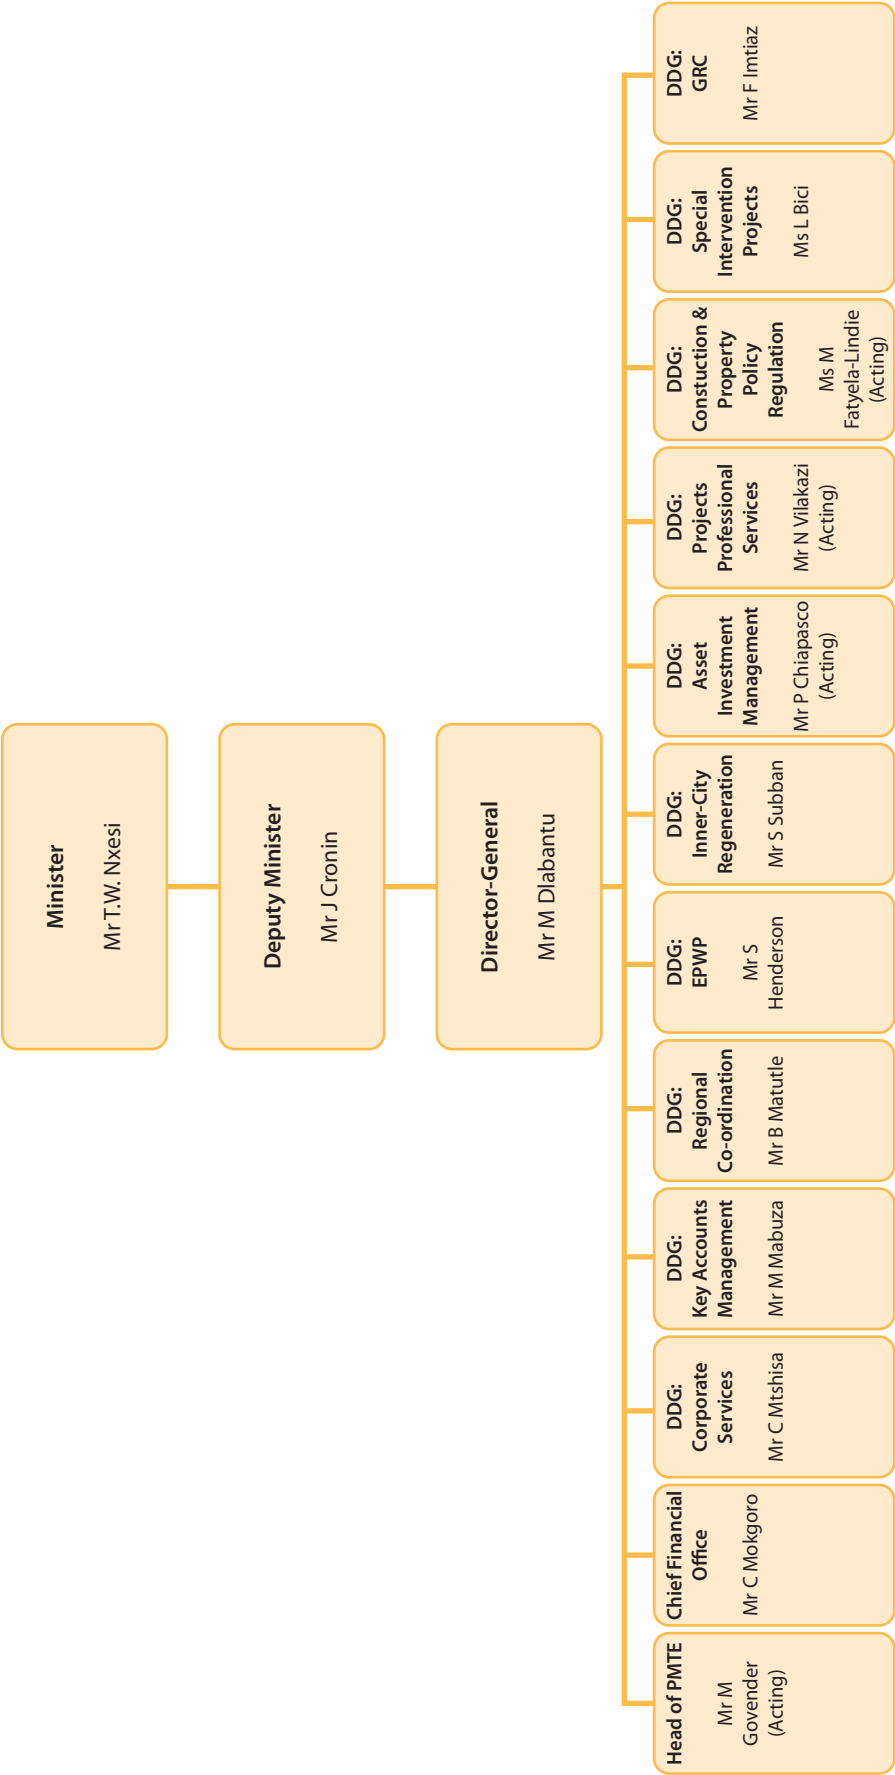 Minister
Mr T.W. Nxesi
Deputy Minister
Mr J Cronin
Director-General
Mr M Dlabantu
Head of PMTE
Mr M
Govender
(Acting)
Chief Financial
Office
Mr C Mokgoro
DDG:
Corporate
Services
Mr C Mtshisa
DDG:
Key Accounts
Management
Mr M Mabuza
DDG:
Regional
Co-ordination
Mr B Matutle
DDG:
EPWP
Mr S
Henderson
DDG:
Inner-City
Regeneration
Mr S Subban
DDG:
Asset
Investment
Management
Mr P Chiapasco
(Acting)
DDG:
Projects
Professional
Services
Mr N Vilakazi
(Acting)
DDG:
Constuction &
Property
Policy
Regulation
Ms M
Fatyela-Lindie
(Acting)
DDG:
Special
Intervention
Projects
Ms L Bici
DDG:
GRC
Mr F Imtiaz